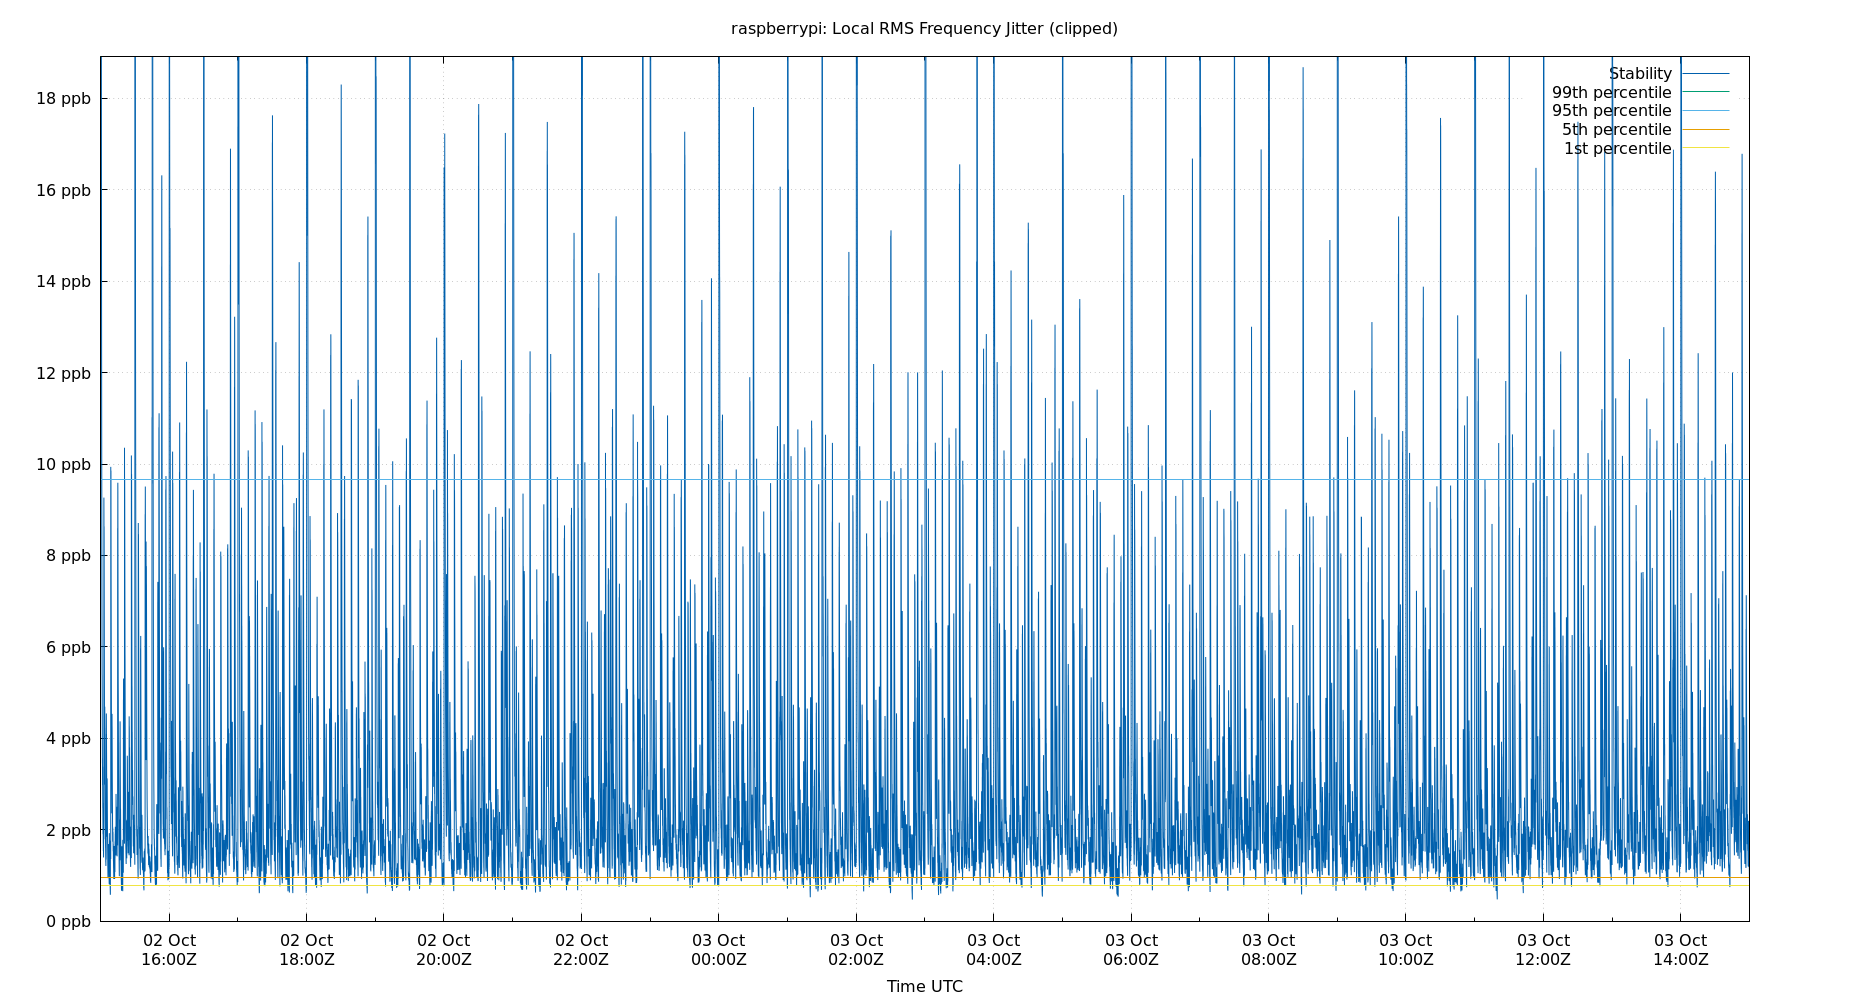 raspberrypi: Local RMS Frequency Jitter (clipped)
Stability
99th percentile
95th percentile
5th percentile
1st percentile
18 ppb
16 ppb
14 ppb
12 ppb
10 ppb
8 ppb
6 ppb
4 ppb
2 ppb
0 ppb
02 Oct 02 Oct 02 Oct 02 Oct 03 Oct 03 Oct 03 Oct 03 Oct 03 Oct 03 Oct 03 Oct 03 Oct
16:00Z 18:00Z 20:00Z 22:00Z 00:00Z 02:00Z 04:00Z 06:00Z 08:00Z 10:00Z 12:00Z 14:00Z
Time UTC